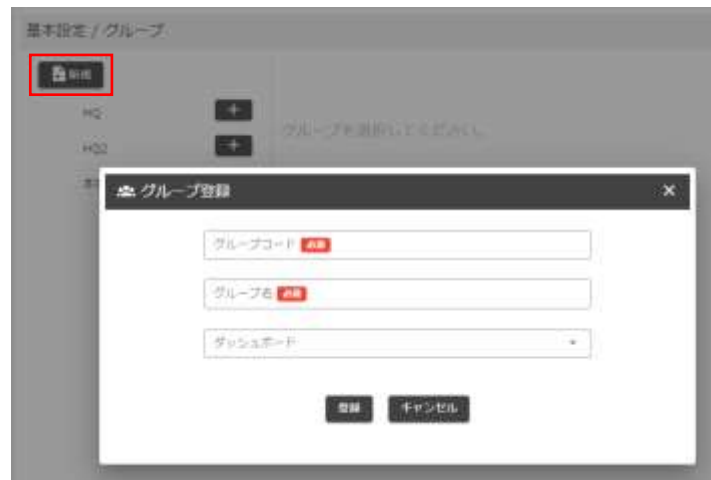 基本設定 / グループ
新規
HQ
グループを選択してください。
HQ2
グループ登録
グループコード 必須
グループ名 必須
ダッシュボード
登録 キャンセル